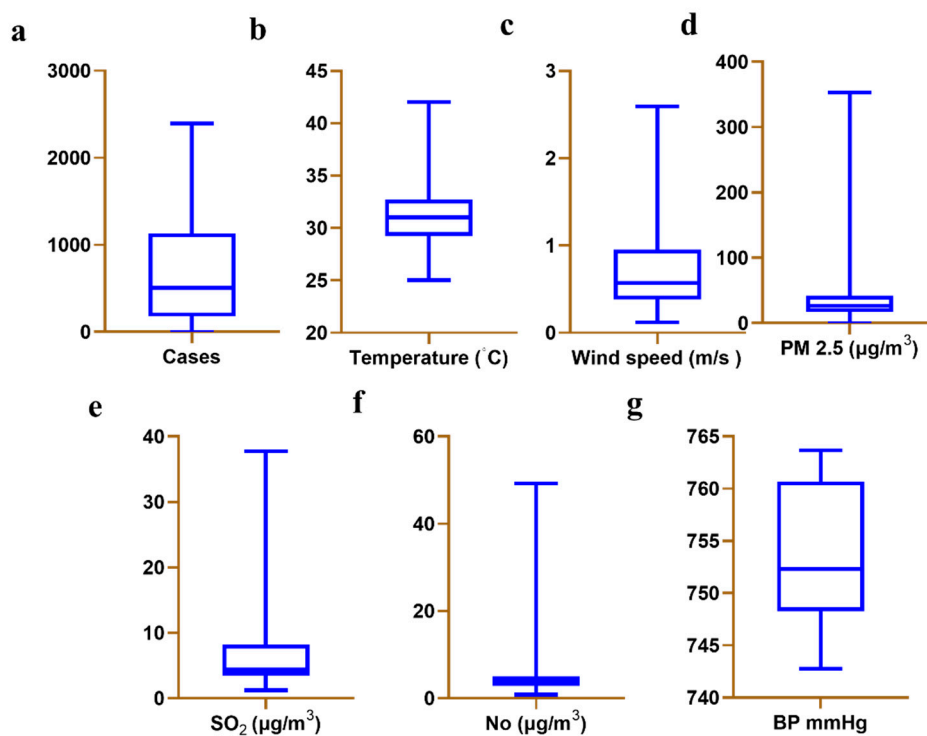 a
3000
2000
1000
0
Cases
b
45
40
35
30
25
20
Temperature (°C)
c
3
2
1
0
Wind speed (m/s )
d
400
300
200
100
0
PM 2.5 (µg/m³)
e
40
30
20
10
0
SO₂ (µg/m³)
f
60
40
20
0
No (µg/m³)
g
765
760
755
750
745
740
BP mmHg